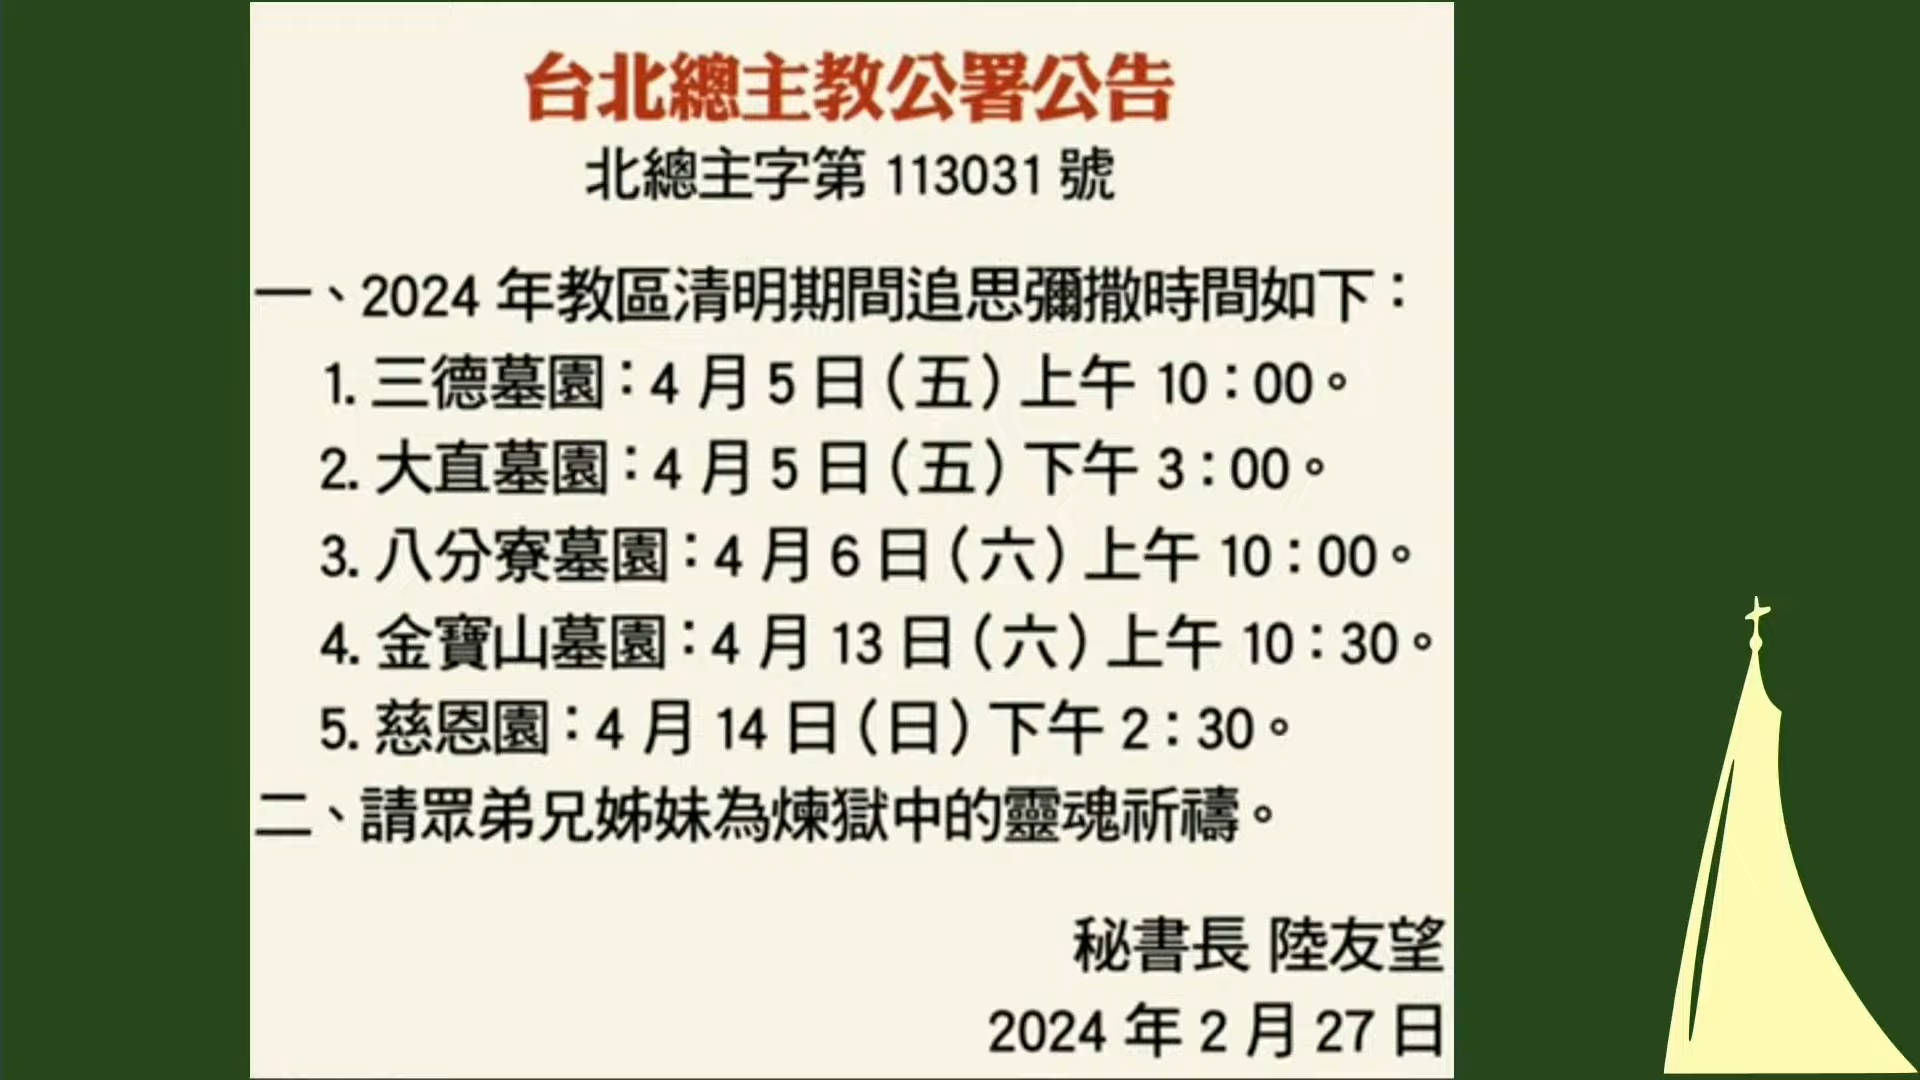 台北總主教公署公告
北總主字第 113031 號
一、2024 年教區清明期間追思彌撒時間如下：
1. 三德墓園：4 月 5 日（五）上午 10：00。
2. 大直墓園：4 月 5 日（五）下午 3：00。
3. 八分寮墓園：4 月 6 日（六）上午 10：00。
4. 金寶山墓園：4 月 13 日（六）上午 10：30。
5. 慈恩園：4 月 14 日（日）下午 2：30。
二、請眾弟兄姊妹為煉獄中的靈魂祈禱。
秘書長 陸友望
2024 年 2 月 27 日